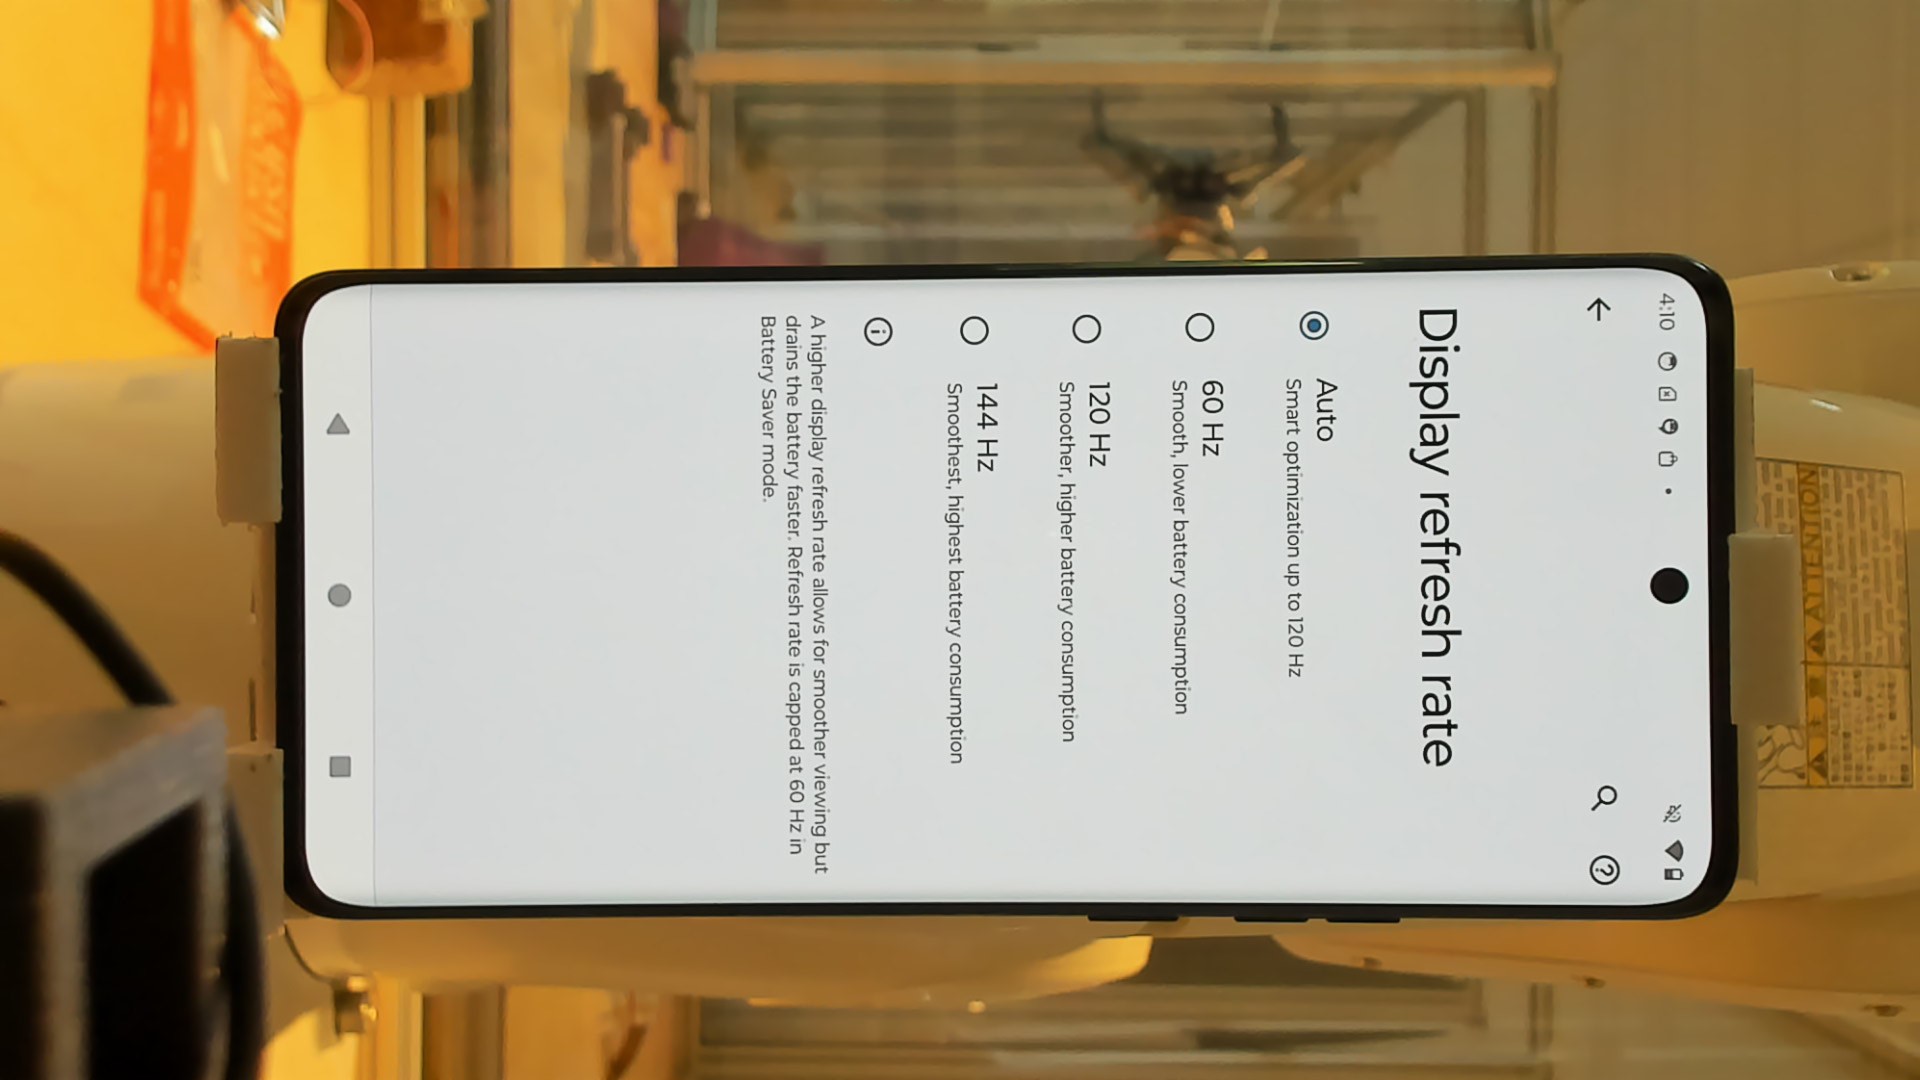 4:10
Display refresh rate
Auto
Smart optimization up to 120 Hz
60 Hz
Smooth, lower battery consumption
120 Hz
Smoother, higher battery consumption
144 Hz
Smoothest, highest battery consumption
A higher display refresh rate allows for smoother viewing but
drains the battery faster. Refresh rate is capped at 60 Hz in
Battery Saver mode.
ATTENTION